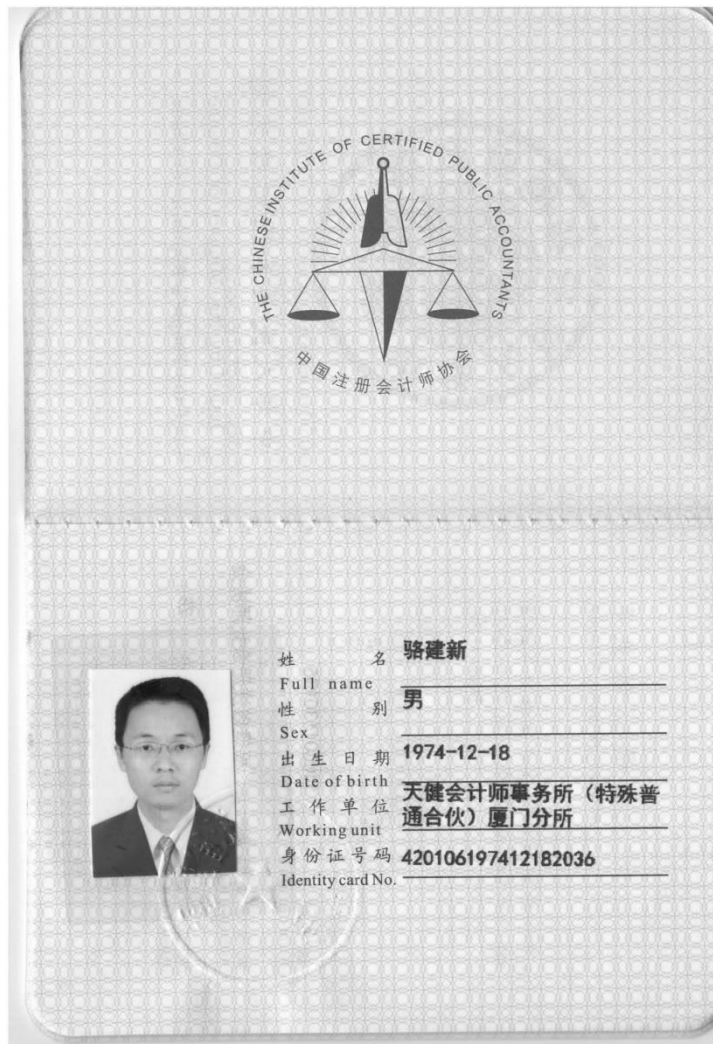 THE CHINESE INSTITUTE OF CERTIFIED PUBLIC ACCOUNTANTS
中国注册会计师协会
姓 名 骆建新
Full name
性 别 男
Sex
出生日期 1974-12-18
Date of birth
工作单位 天健会计师事务所（特殊普
通合伙）厦门分所
Working unit
身份证号码 420106197412182036
Identity card No.